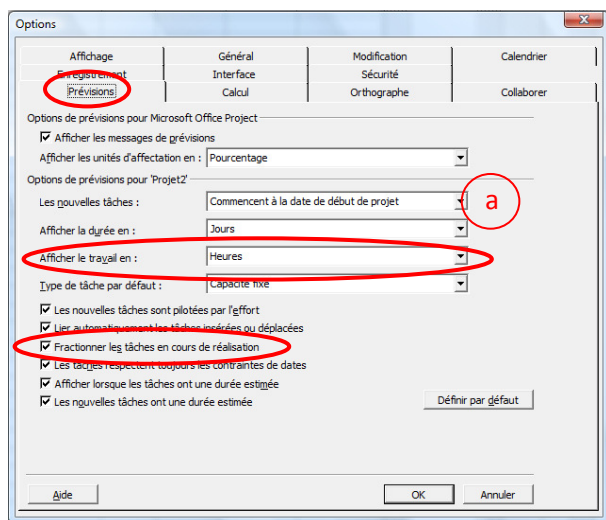 Options
Affichage Général Modification Calendrier
Enregistrement Interface Sécurité
Prévisions Calcul Orthographe Collaborer
Options de prévisions pour Microsoft Office Project
Afficher les messages de prévisions
Afficher les unités d'affectation en : Pourcentage
Options de prévisions pour 'Projet2'
Les nouvelles tâches : Commencent à la date de début de projet
a
Afficher la durée en : Jours
Afficher le travail en : Heures
Type de tâche par défaut : Capacité fixe
Les nouvelles tâches sont pilotées par l'effort
Lier automatiquement les tâches insérées ou déplacées
Fractionner les tâches en cours de réalisation
Les tâches respectent toujours les contraintes de dates
Afficher lorsque les tâches ont une durée estimée
Les nouvelles tâches ont une durée estimée Définir par défaut
Aide OK Annuler